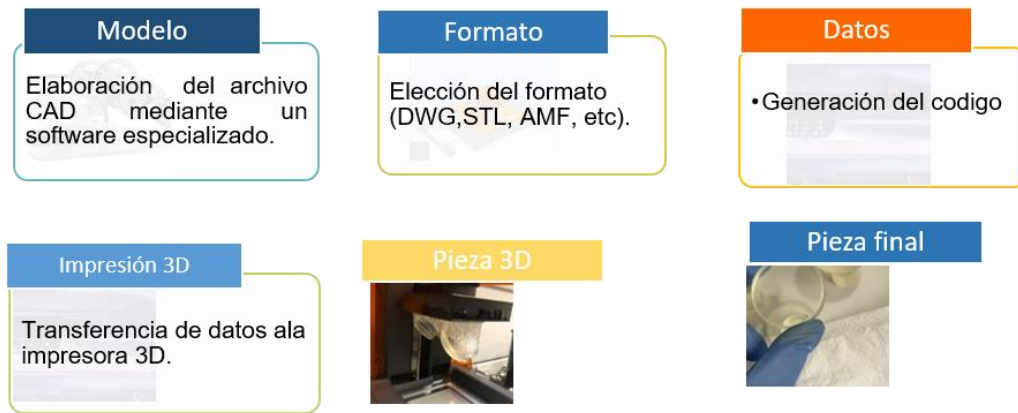 Modelo
Elaboración del archivo
CAD mediante un
software especializado.
Formato
Elección del formato
(DWG,STL, AMF, etc).
Datos
•Generación del codigo
Impresión 3D
Transferencia de datos ala
impresora 3D.
Pieza 3D
Pieza final